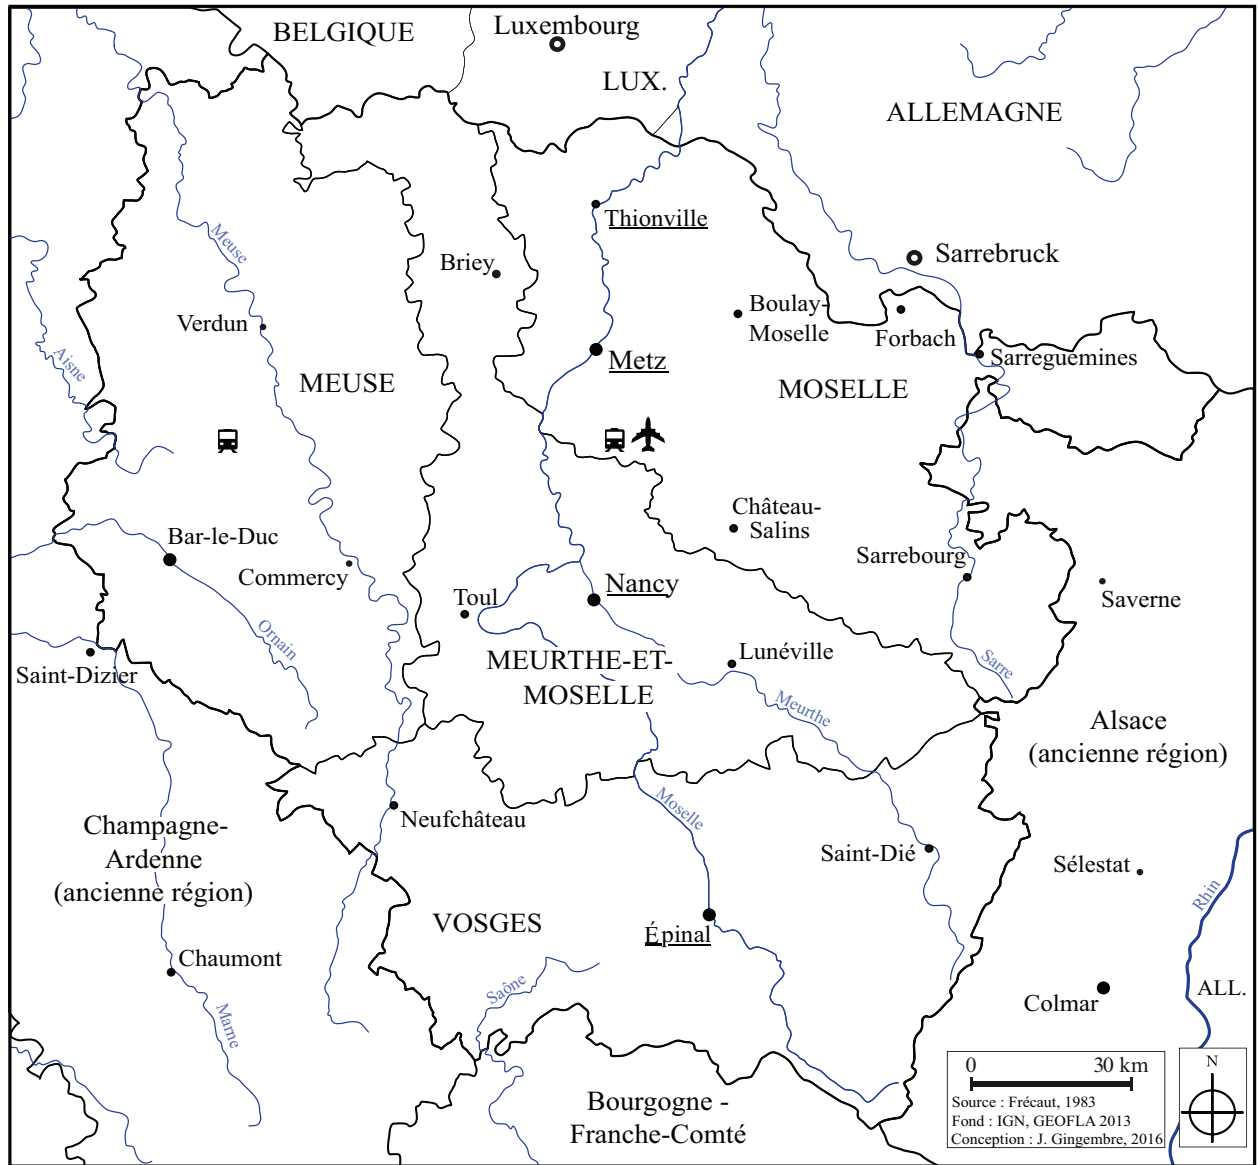 BELGIQUE
Luxembourg
LUX.
ALLEMAGNE
Thionville
Meuse
Briey
Sarrebruck
Verdun
Boulay-
Moselle
Forbach
Aisne
Metz
Sarreguemines
MEUSE
MOSELLE
Château-
Salins
Bar-le-Duc
Commercy
Sarrebourg
Toul
Nancy
Saverne
Ornain
Saint-Dizier
MEURTHE-ET-
MOSELLE
Lunéville
Sarre
Meurthe
Alsace
(ancienne région)
Moselle
Neufchâteau
Champagne-
Ardenne
(ancienne région)
Saint-Dié
Sélestat
Rhin
VOSGES
Épinal
Chaumont
Saône
Colmar
ALL.
Marne
Bourgogne -
Franche-Comté
0 30 km
Source : Frécaut, 1983
Fond : IGN, GEOFLA 2013
Conception : J. Gingembre, 2016
N